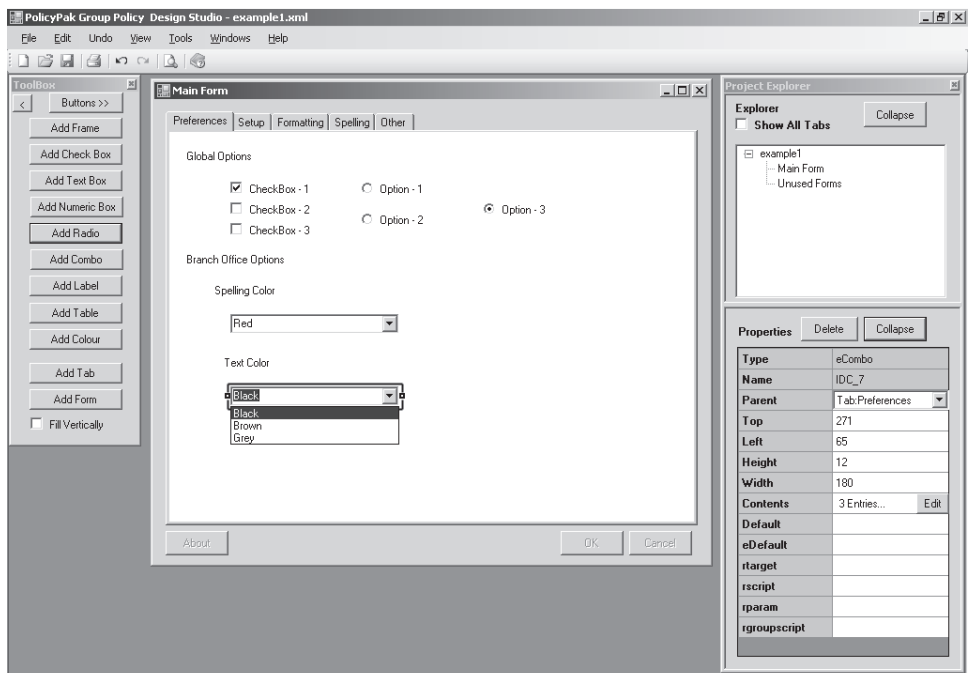 PolicyPak Group Policy Design Studio - example1.xml
File Edit Undo View Tools Windows Help
ToolBox
< Buttons >>
Add Frame
Add Check Box
Add Text Box
Add Numeric Box
Add Radio
Add Combo
Add Label
Add Table
Add Colour
Add Tab
Add Form
Fill Vertically
Main Form
Preferences Setup Formatting Spelling Other
Global Options
CheckBox - 1 Option - 1
CheckBox - 2 Option - 2 Option - 3
CheckBox - 3
Branch Office Options
Spelling Color
Red
Text Color
Black
Black
Brown
Grey
About OK Cancel
Project Explorer
Explorer
Show All Tabs Collapse
example1
Main Form
Unused Forms
Properties Delete Collapse
Type eCombo
Name IDC_7
Parent Tab:Preferences
Top 271
Left 65
Height 12
Width 180
Contents 3 Entries... Edit
Default
eDefault
rtarget
rscript
rparam
rgroupscript